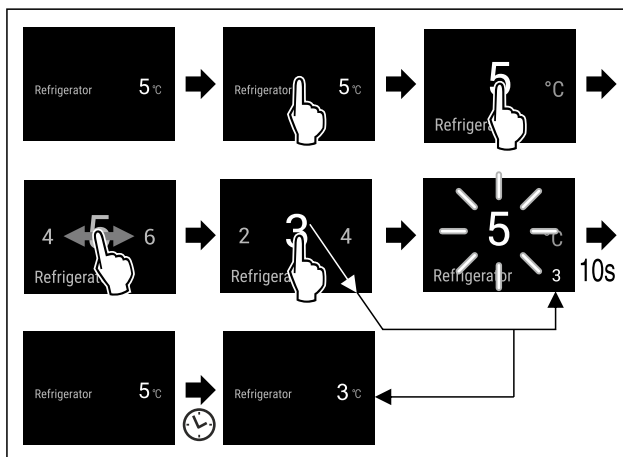 Refrigerator 5 °C
Refrigerator 5 °C
5 °C
Refrigera
4 5 6
Refrigerat
2 3 4
Refrigera
5 °C
Refrigerator 3
10s
Refrigerator 5 °C
Refrigerator 3 °C